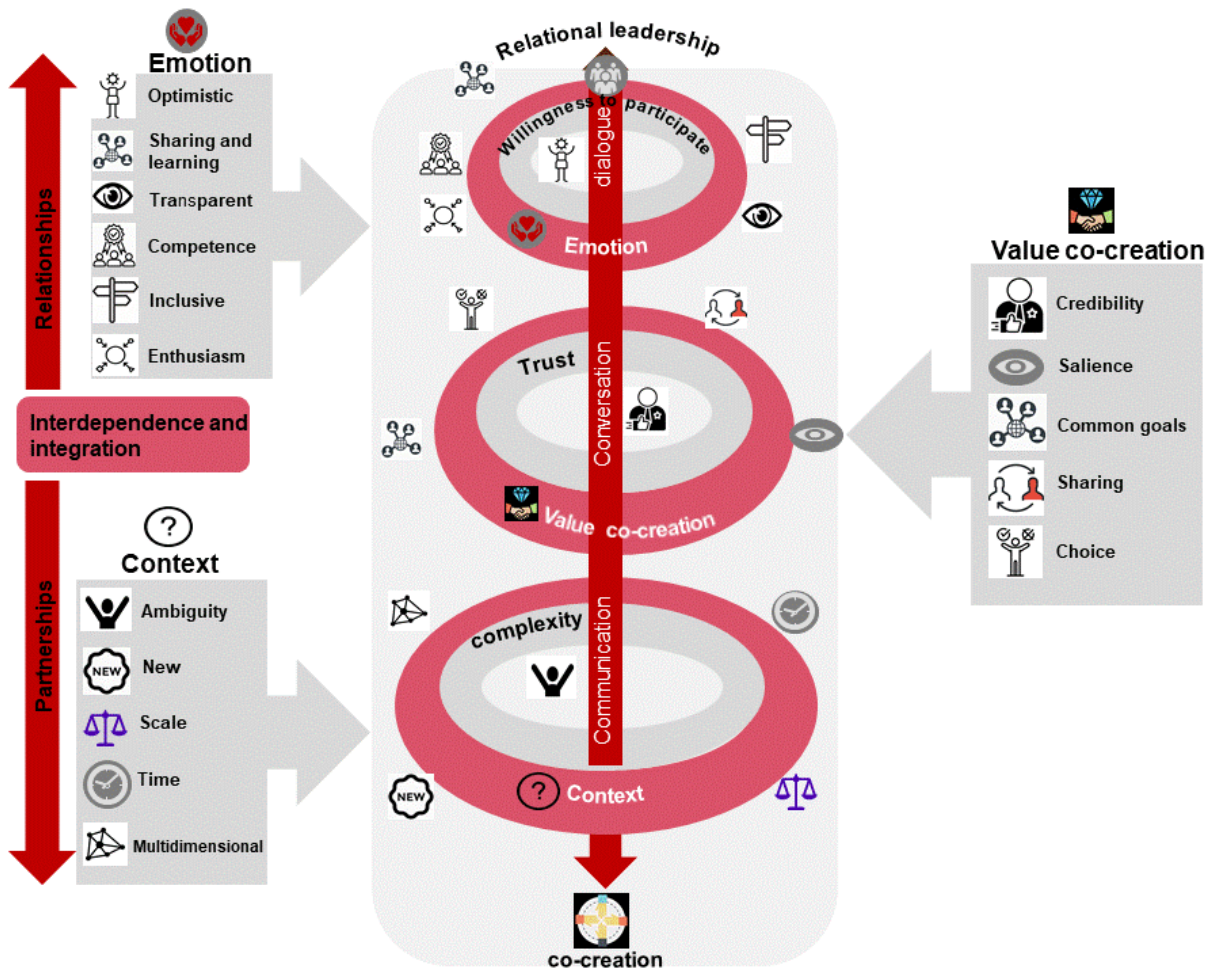 Emotion
Optimistic
Sharing and
learning
Transparent
Competence
Inclusive
Enthusiasm
Relationships
Interdependence and
integration
Partnerships
Context
Ambiguity
NEW
New
Scale
Time
Multidimensional
Relational leadership
Willingness to participate
dialogue
Emotion
Trust
Conversation
Value co-creation
complexity
Communication
NEW
?
Context
co-creation
Value co-creation
Credibility
Salience
Common goals
Sharing
Choice
?